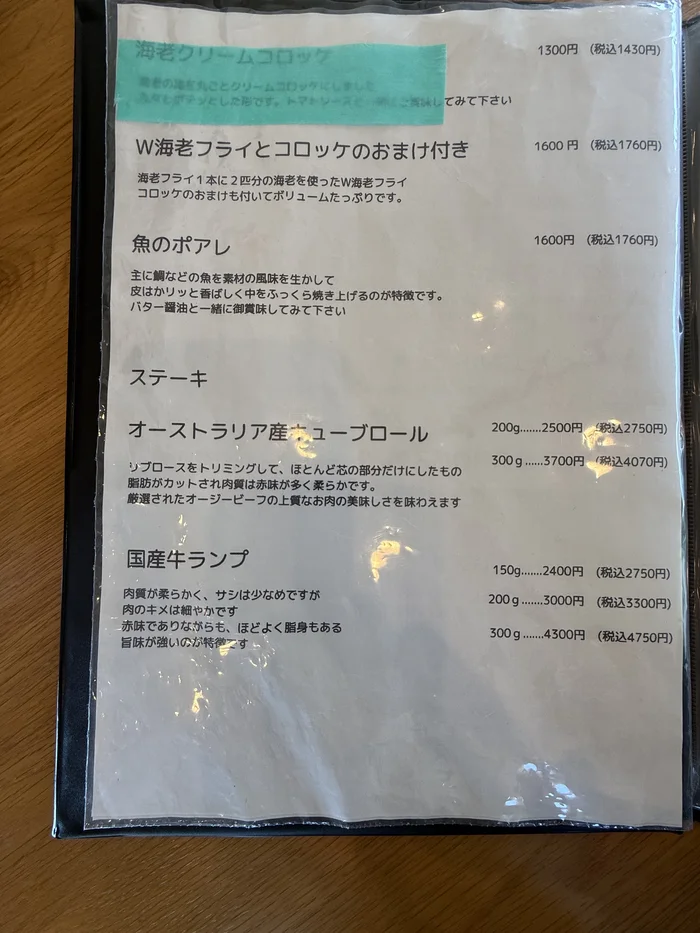 海老クリームコロッケ 1300円 (税込1430円)
海老の旨味丸ごとクリームコロッケにしました
してみて下さい
W海老フライとコロッケのおまけ付き 1600円 (税込1760円)
海老フライ1本に2匹分の海老を使ったW海老フライ
コロッケのおまけも付いてボリュームたっぷりです。
魚のポアレ 1600円 (税込1760円)
主に鯛などの魚を素材の風味を生かして
皮はカリッと香ばしく中をふっくら焼き上げるのが特徴です。
バター醤油と一緒に御賞味してみて下さい
ステーキ
オーストラリア産キューブロール 200g.......2500円 (税込2750円)
300g......3700円 (税込4070円)
リブロースをトリミングして、ほとんど芯の部分だけにしたもの
脂肪がカットされ肉質は赤味が多く柔らかです。
厳選されたオージービーフの上質なお肉の美味しさを味わえます
国産牛ランプ 150g.......2400円 (税込2750円)
200g.......3000円 (税込3300円)
300g......4300円 (税込4750円)
肉質が柔らかく、サシは少なめですが
肉のキメは細やかです
赤味でありながらも、ほどよく脂身もある
旨味が強いのが特徴です